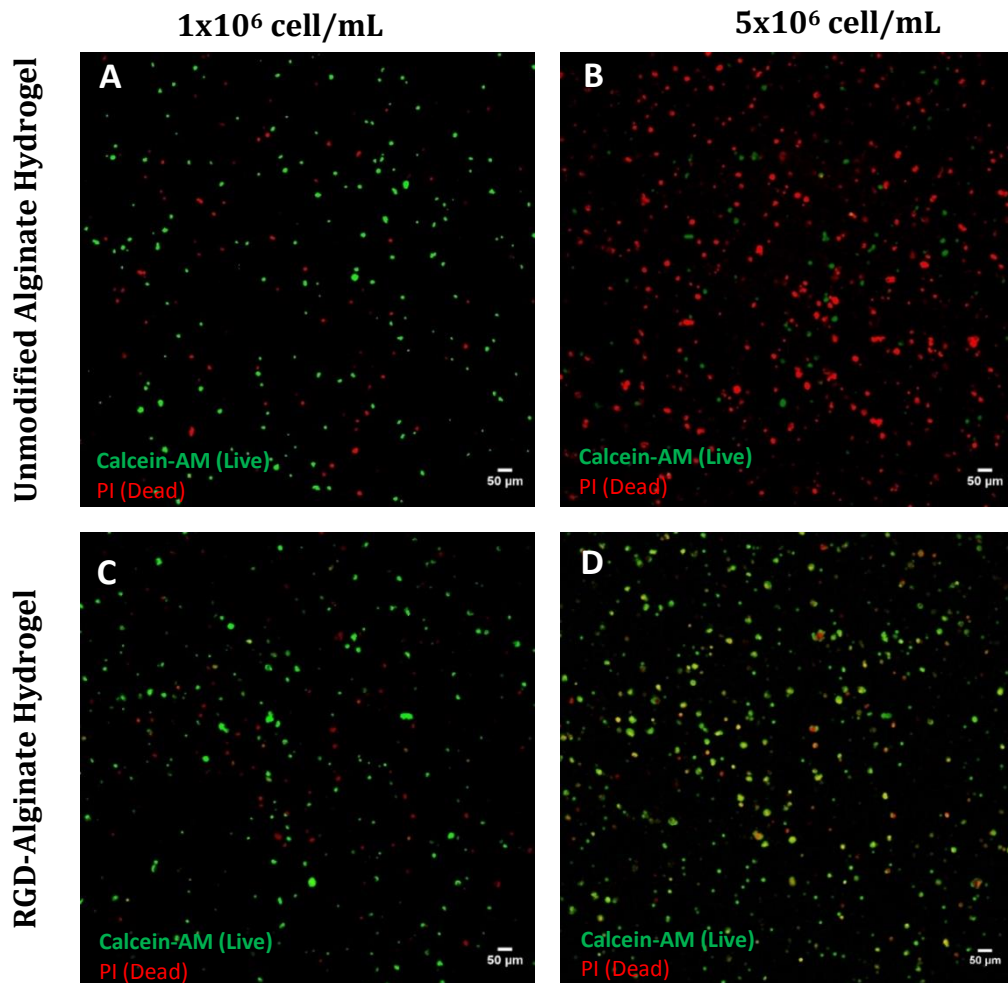 1x10⁶ cell/mL
5x10⁶ cell/mL
Unmodified Alginate Hydrogel
A
Calcein-AM (Live)
PI (Dead)
50 µm
B
Calcein-AM (Live)
PI (Dead)
50 µm
RGD-Alginate Hydrogel
C
Calcein-AM (Live)
PI (Dead)
50 µm
D
Calcein-AM (Live)
PI (Dead)
50 µm